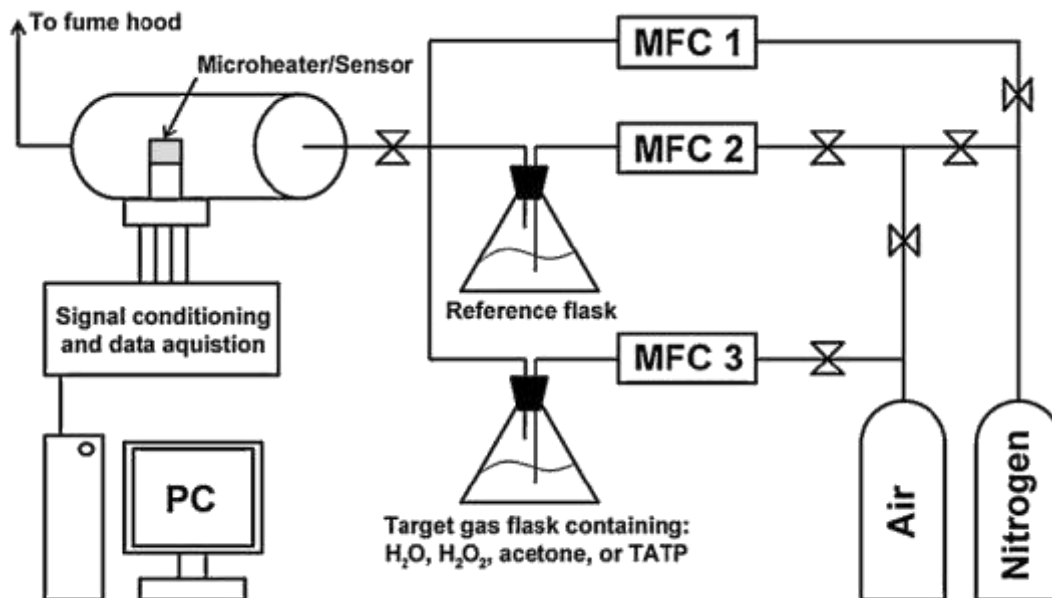 To fume hood
Microheater/Sensor
MFC 1
MFC 2
Reference flask
Signal conditioning
and data aquistion
MFC 3
PC
Target gas flask containing:
H₂O, H₂O₂, acetone, or TATP
Air
Nitrogen